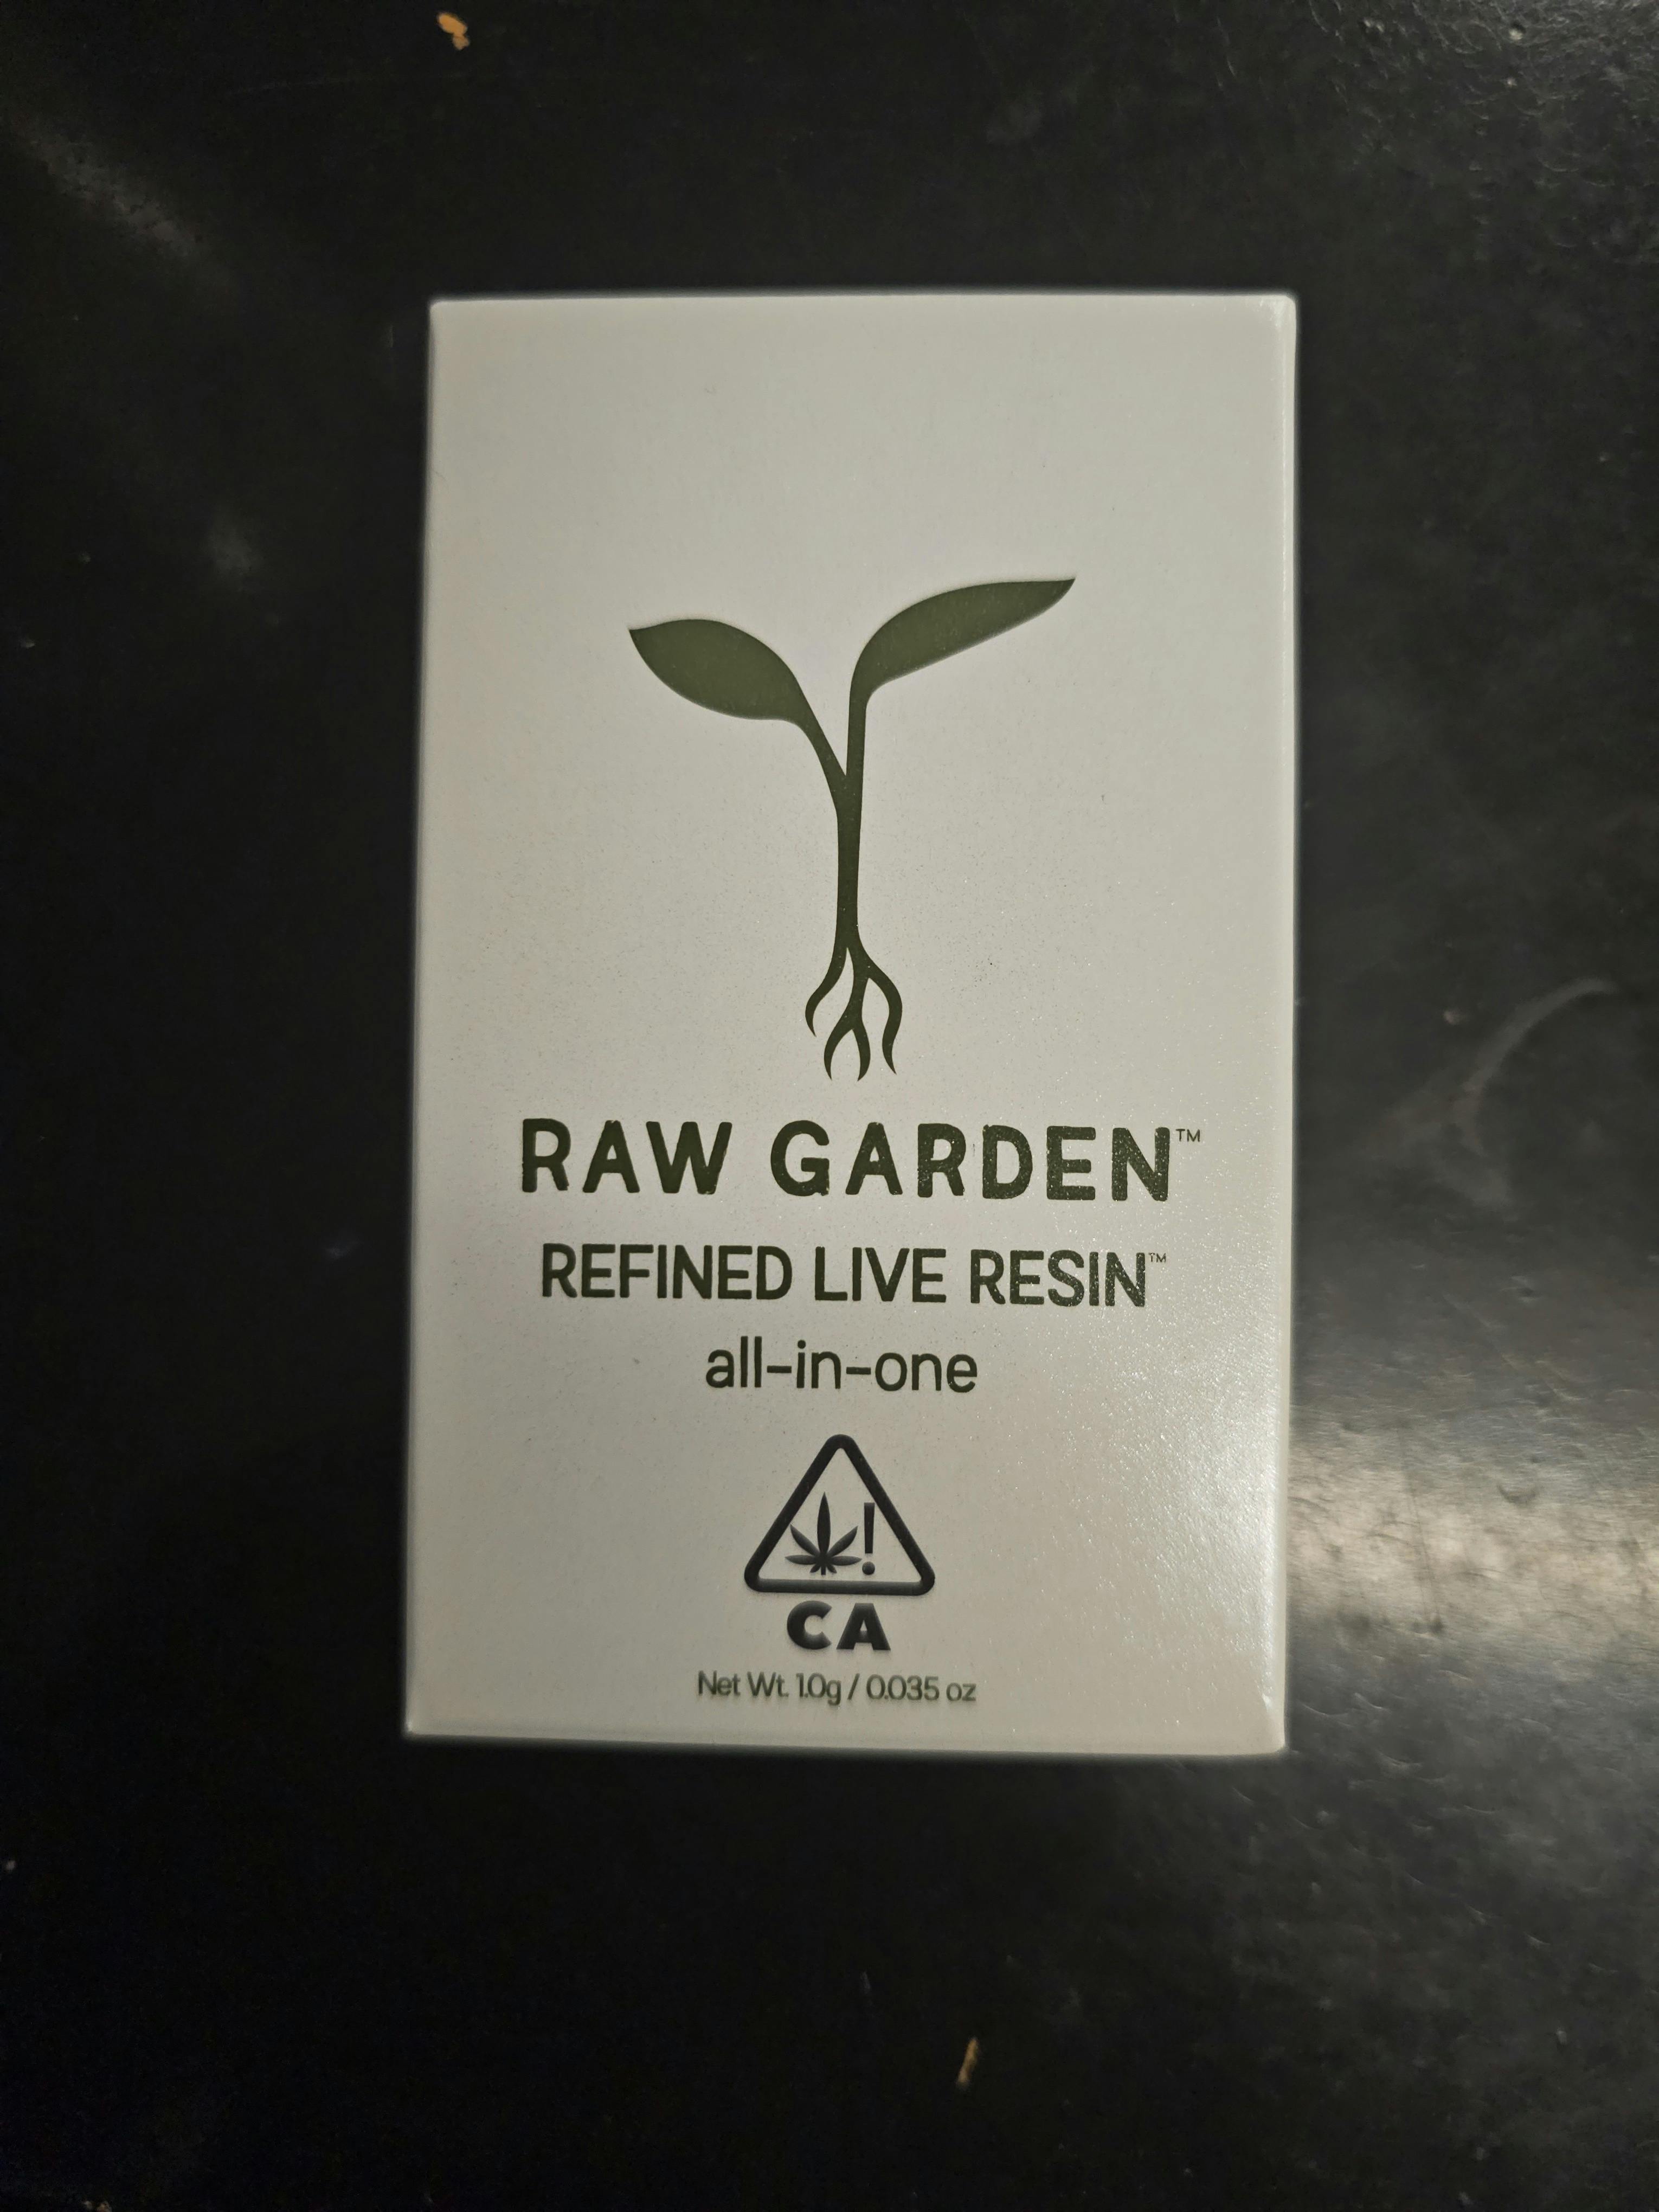 RAW GARDEN™
REFINED LIVE RESIN™
all-in-one
!
CA
Net Wt. 1.0g / 0.035 oz